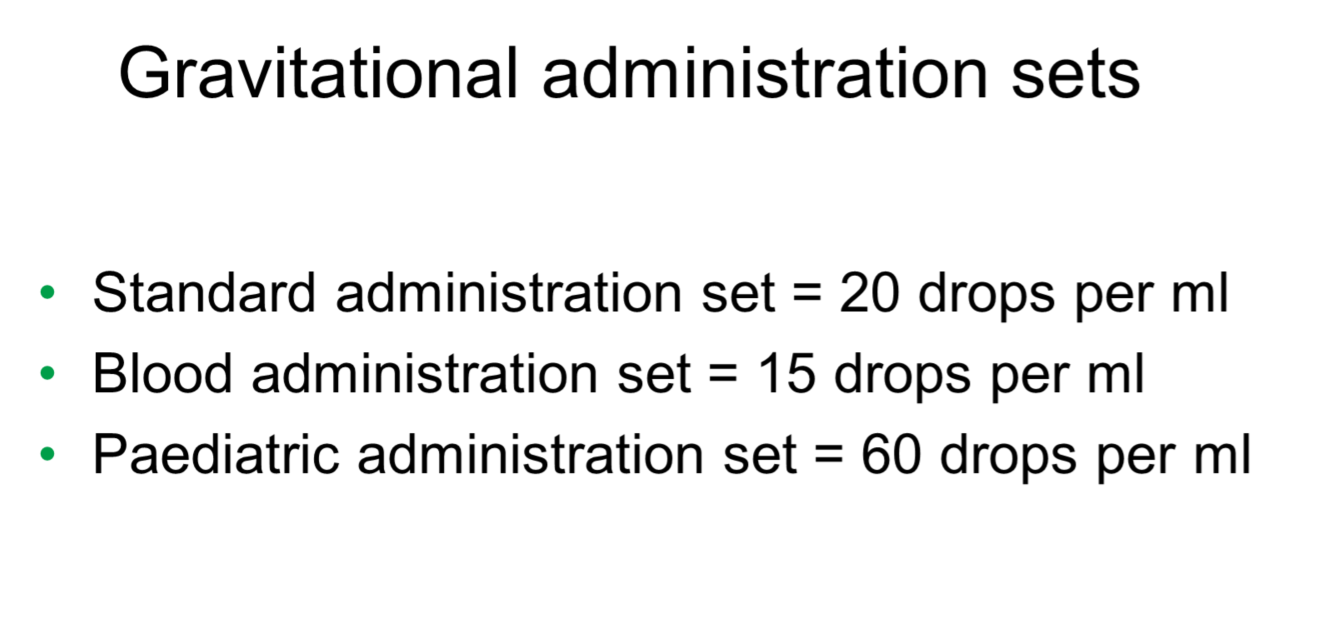 Gravitational administration sets
• Standard administration set = 20 drops per ml
• Blood administration set = 15 drops per ml
• Paediatric administration set = 60 drops per ml